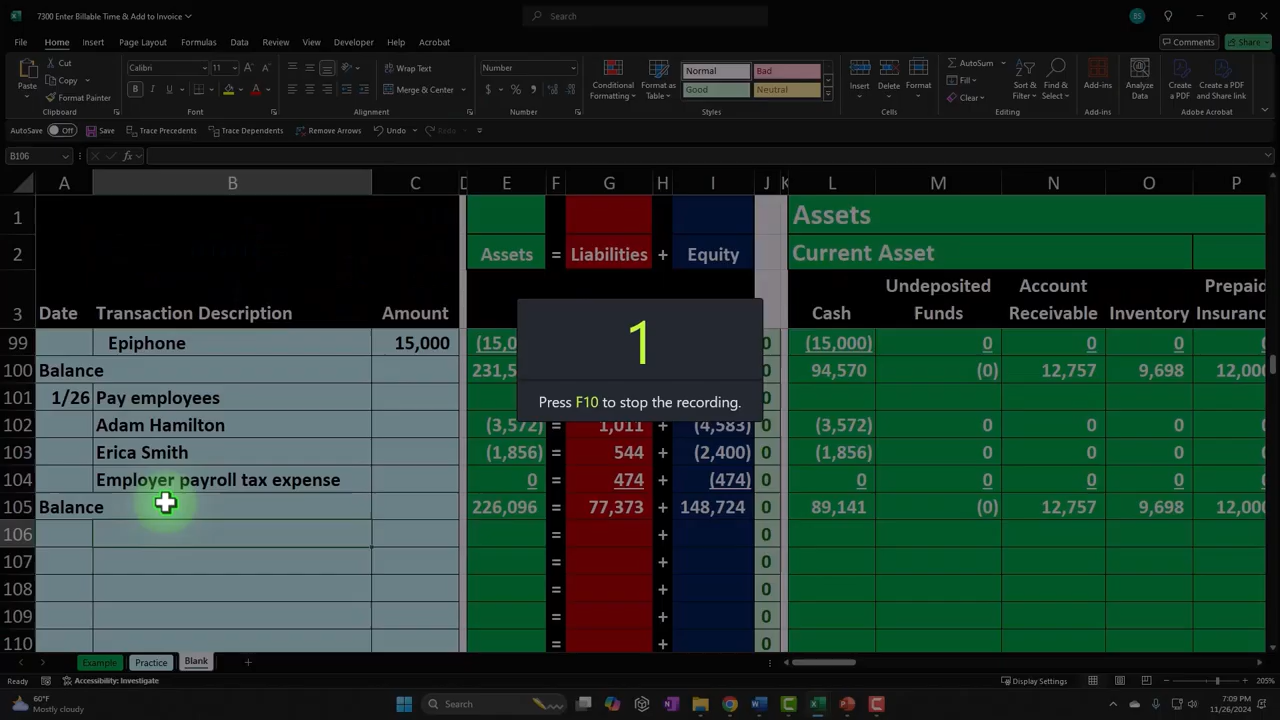 7300 Enter Billable Time & Add to Invoice
Search
BS
File Home Insert Draw Page Layout Formulas Data Review View Developer Help Acrobat
Comments Share
Paste Cut Copy Format Painter
Calibri 11
Wrap Text
Merge & Center
Number
Conditional Formatting Format as Table
Normal Bad
Good Neutral
Insert Delete Format
AutoSum Fill Clear
Sort & Filter Find & Select
Add-ins Analyze Data
Create a PDF Create a PDF and Share link
Clipboard Font Alignment Number Styles Cells Editing Add-ins Adobe Acrobat
AutoSave Off Save Trace Precedents Trace Dependents Remove Arrows Undo Redo
B106 fx
A B C D E F G H I J K L M N O P
1 Assets
2 Assets = Liabilities + Equity Current Asset
Undeposited Account Prepaid
3 Date Transaction Description Amount Cash Funds Receivable Inventory Insurance
99 Epiphone 15,000 (15,0 0 (15,000) 0 0 0 0
100 Balance 231,5 94,570 (0) 12,757 9,698 12,000
101 1/26 Pay employees
102 Adam Hamilton (3,572) = 1,011 + (4,583) 0 (3,572) 0 0 0 0
103 Erica Smith (1,856) = 544 + (2,400) 0 (1,856) 0 0 0 0
104 Employer payroll tax expense 0 = 474 + (474) 0 0 0 0 0 0
105 Balance 226,096 = 77,373 + 148,724 0 89,141 (0) 12,757 9,698 12,000
106 = + 0
107 = + 0
108 = + 0
109 = + 0
110 = + 0
1
Press F10 to stop the recording.
Example Practice Blank
Ready Accessibility: Investigate Display Settings 205%
60°F
Mostly cloudy
Search
7:09 PM
11/26/2024